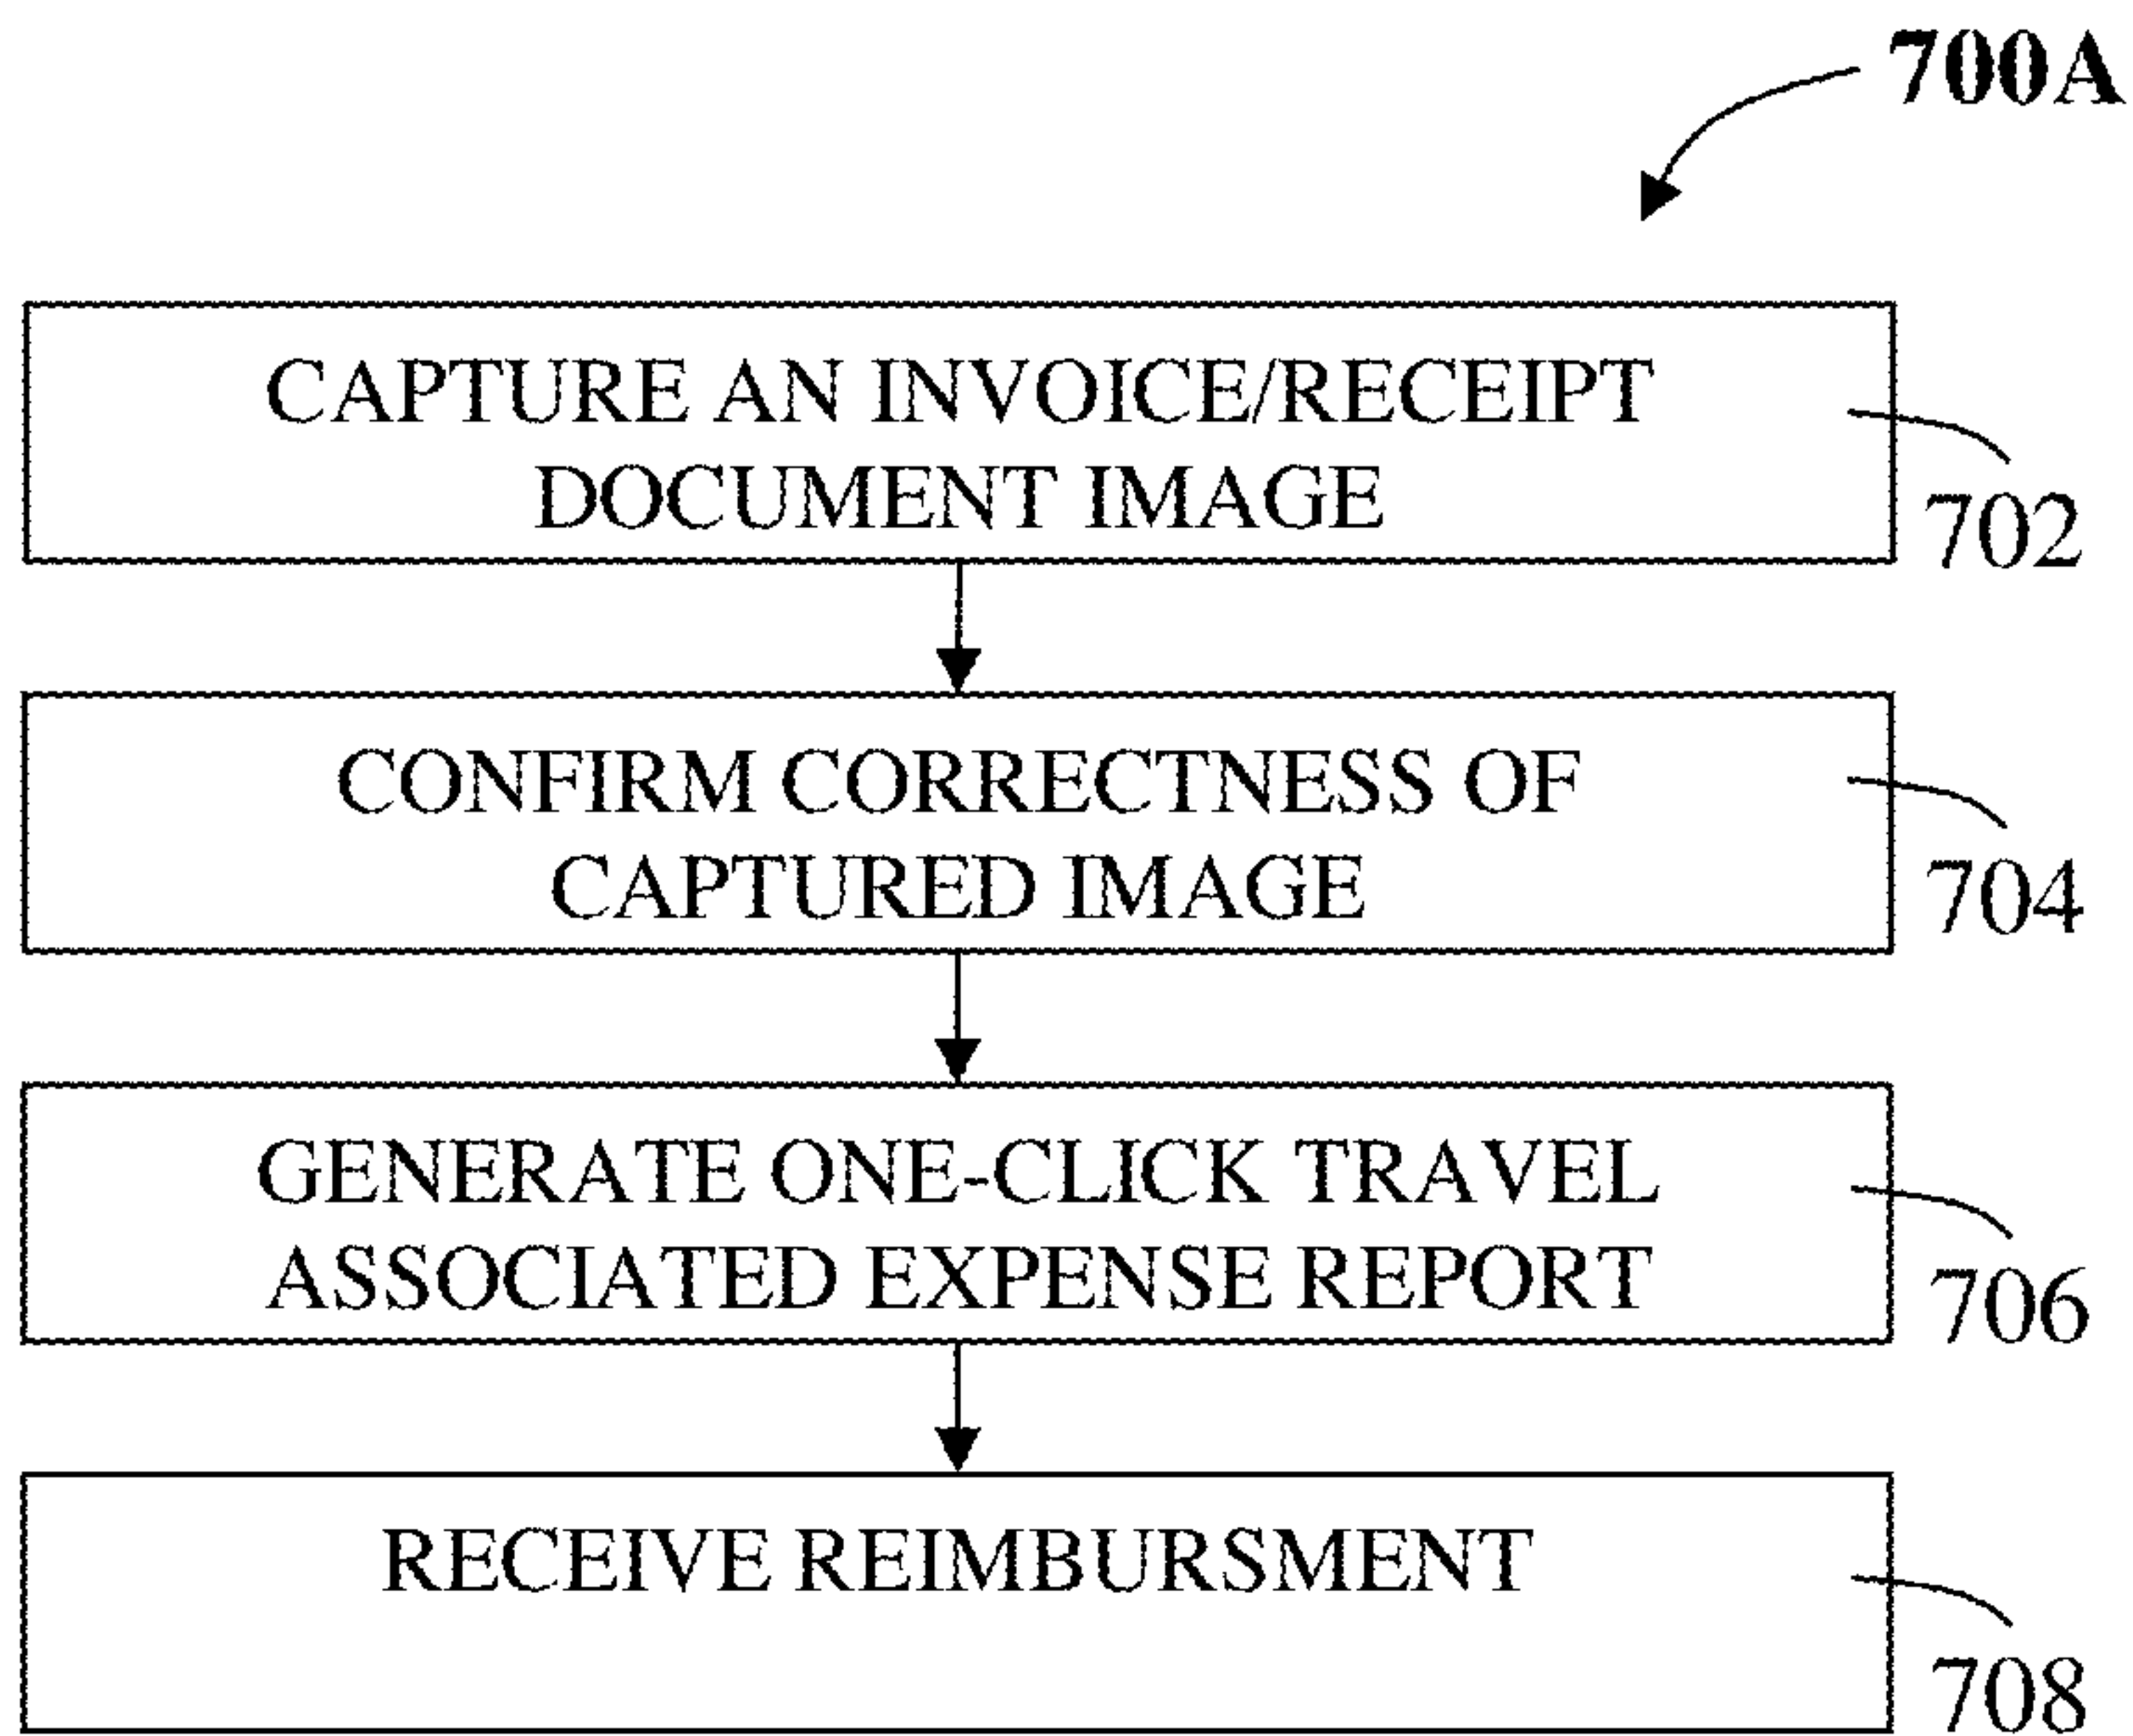 700A
CAPTURE AN INVOICE/RECEIPT
DOCUMENT IMAGE
702
CONFIRM CORRECTNESS OF
CAPTURED IMAGE
704
GENERATE ONE-CLICK TRAVEL
ASSOCIATED EXPENSE REPORT
706
RECEIVE REIMBURSMENT
708